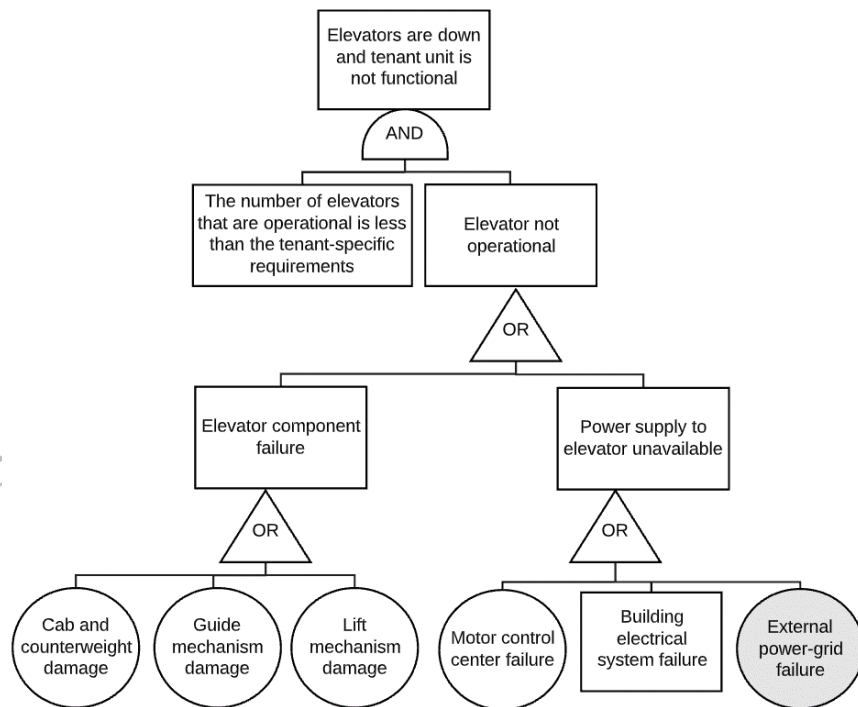 Elevators are down
and tenant unit is
not functional
AND
The number of elevators
that are operational is less
than the tenant-specific
requirements
Elevator not
operational
OR
Elevator component
failure
Power supply to
elevator unavailable
OR
OR
Cab and
counterweight
damage
Guide
mechanism
damage
Lift
mechanism
damage
Motor control
center failure
Building
electrical
system failure
External
power-grid
failure